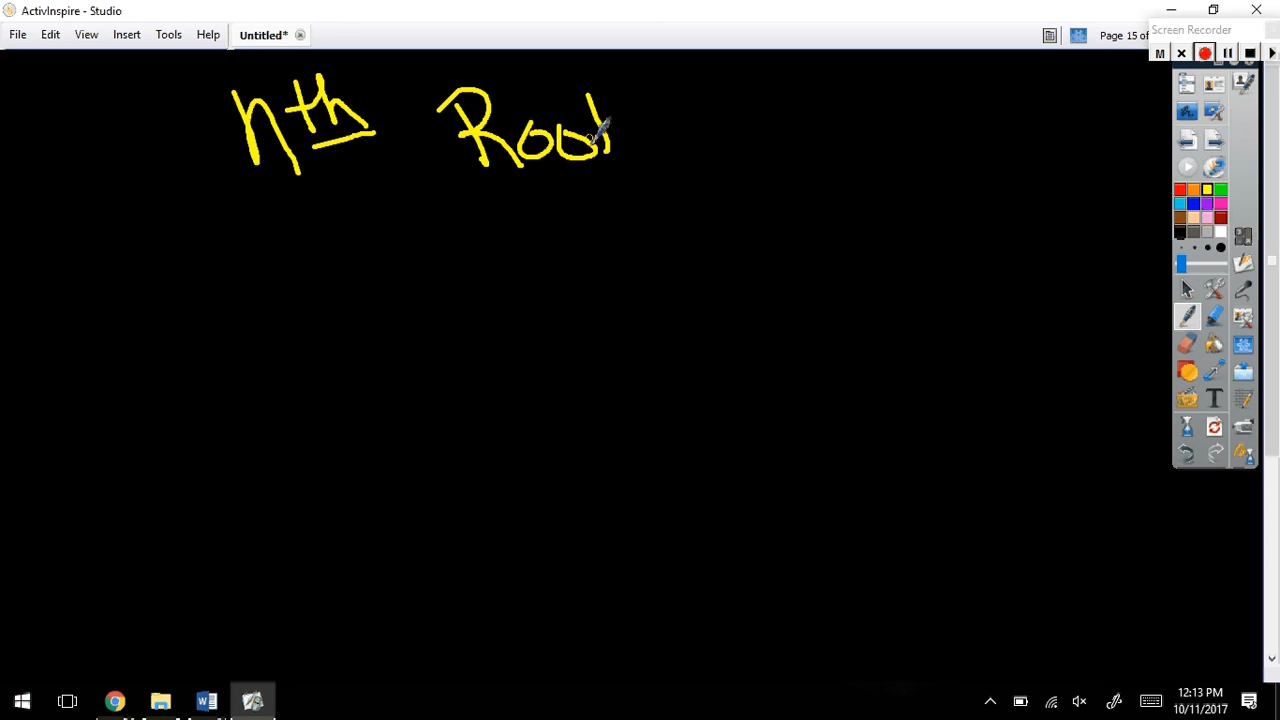 ActivInspire - Studio
Screen Recorder
File Edit View Insert Tools Help Untitled*
Page 15 of
M
nth Root
T
12:13 PM
10/11/2017